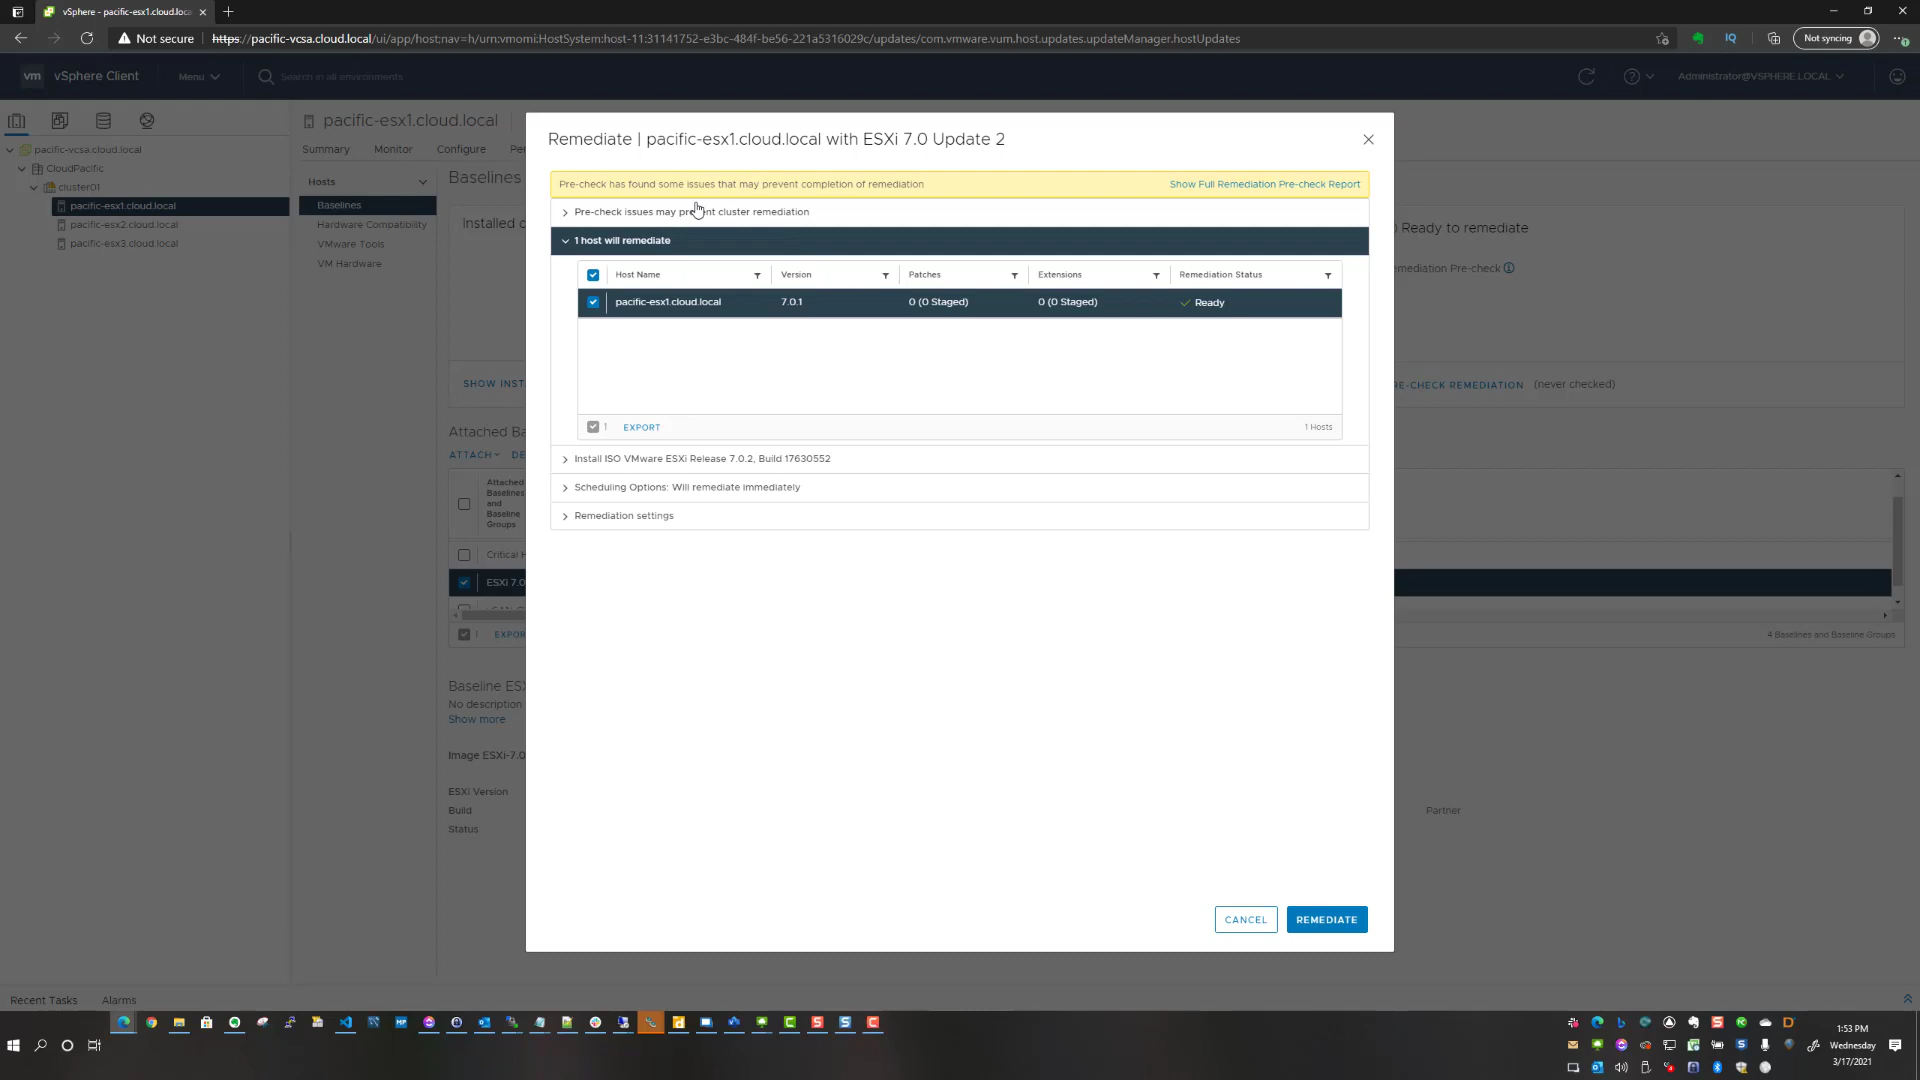 vSphere - pacific-esx1.cloud.loca
Not secure
https://pacific-vcsa.cloud.local/ui/app/host;nav=h/urn:vmomi:HostSystem:host-11:31141752-e3bc-484f-be56-221a5316029c/updates/com.vmware.vum.host.updates.updateManager.hostUpdates
Not syncing
vm vSphere Client
Menu
Search in all environments
Administrator@VSPHERE.LOCAL
pacific-vcsa.cloud.local
CloudPacific
cluster01
pacific-esx1.cloud.local
pacific-esx2.cloud.local
pacific-esx3.cloud.local
pacific-esx1.cloud.local
Summary Monitor Configure Pe
Hosts
Baselines
Hardware Compatibility
VMware Tools
VM Hardware
Baselines
Installed
SHOW INST
Attached Ba
ATTACH DE
Attached
Baselines
and
Baseline
Groups
Critical H
ESXi 7.0
EXPOR
Baseline ESX
No description
Show more
Image ESXi-7.0
ESXi Version
Build
Status
Remediate | pacific-esx1.cloud.local with ESXi 7.0 Update 2
Pre-check has found some issues that may prevent completion of remediation
Show Full Remediation Pre-check Report
Pre-check issues may prevent cluster remediation
1 host will remediate
Host Name Version Patches Extensions Remediation Status
pacific-esx1.cloud.local 7.0.1 0 (0 Staged) 0 (0 Staged) Ready
1 EXPORT 1 Hosts
Install ISO VMware ESXi Release 7.0.2, Build 17630552
Scheduling Options: Will remediate immediately
Remediation settings
CANCEL REMEDIATE
Ready to remediate
emediation Pre-check
RE-CHECK REMEDIATION (never checked)
4 Baselines and Baseline Groups
Partner
Recent Tasks Alarms
1:53 PM
Wednesday
3/17/2021